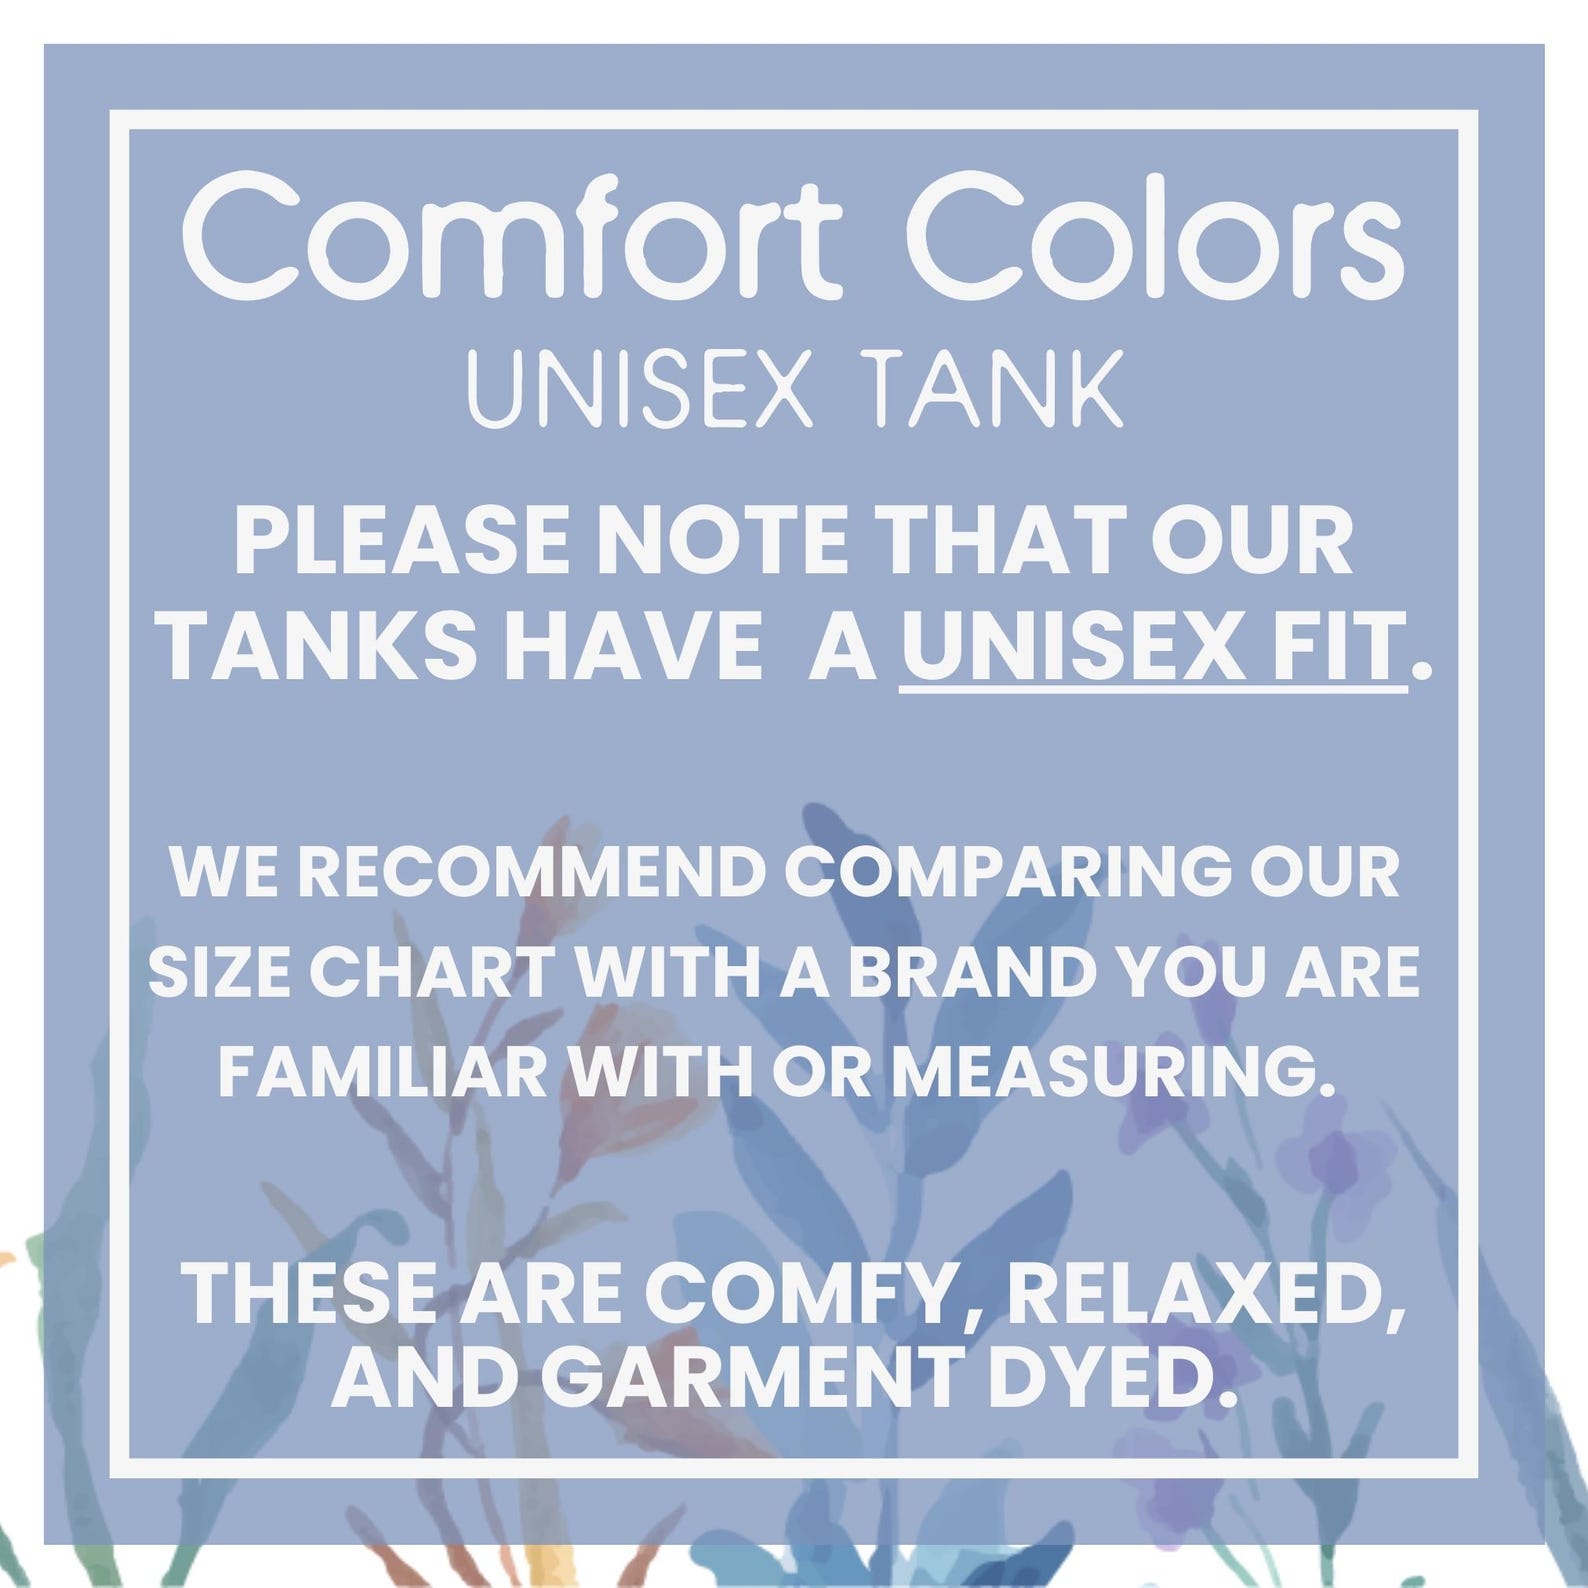 Comfort Colors
UNISEX TANK
PLEASE NOTE THAT OUR
TANKS HAVE A UNISEX FIT.
WE RECOMMEND COMPARING OUR
SIZE CHART WITH A BRAND YOU ARE
FAMILIAR WITH OR MEASURING.
THESE ARE COMFY, RELAXED,
AND GARMENT DYED.